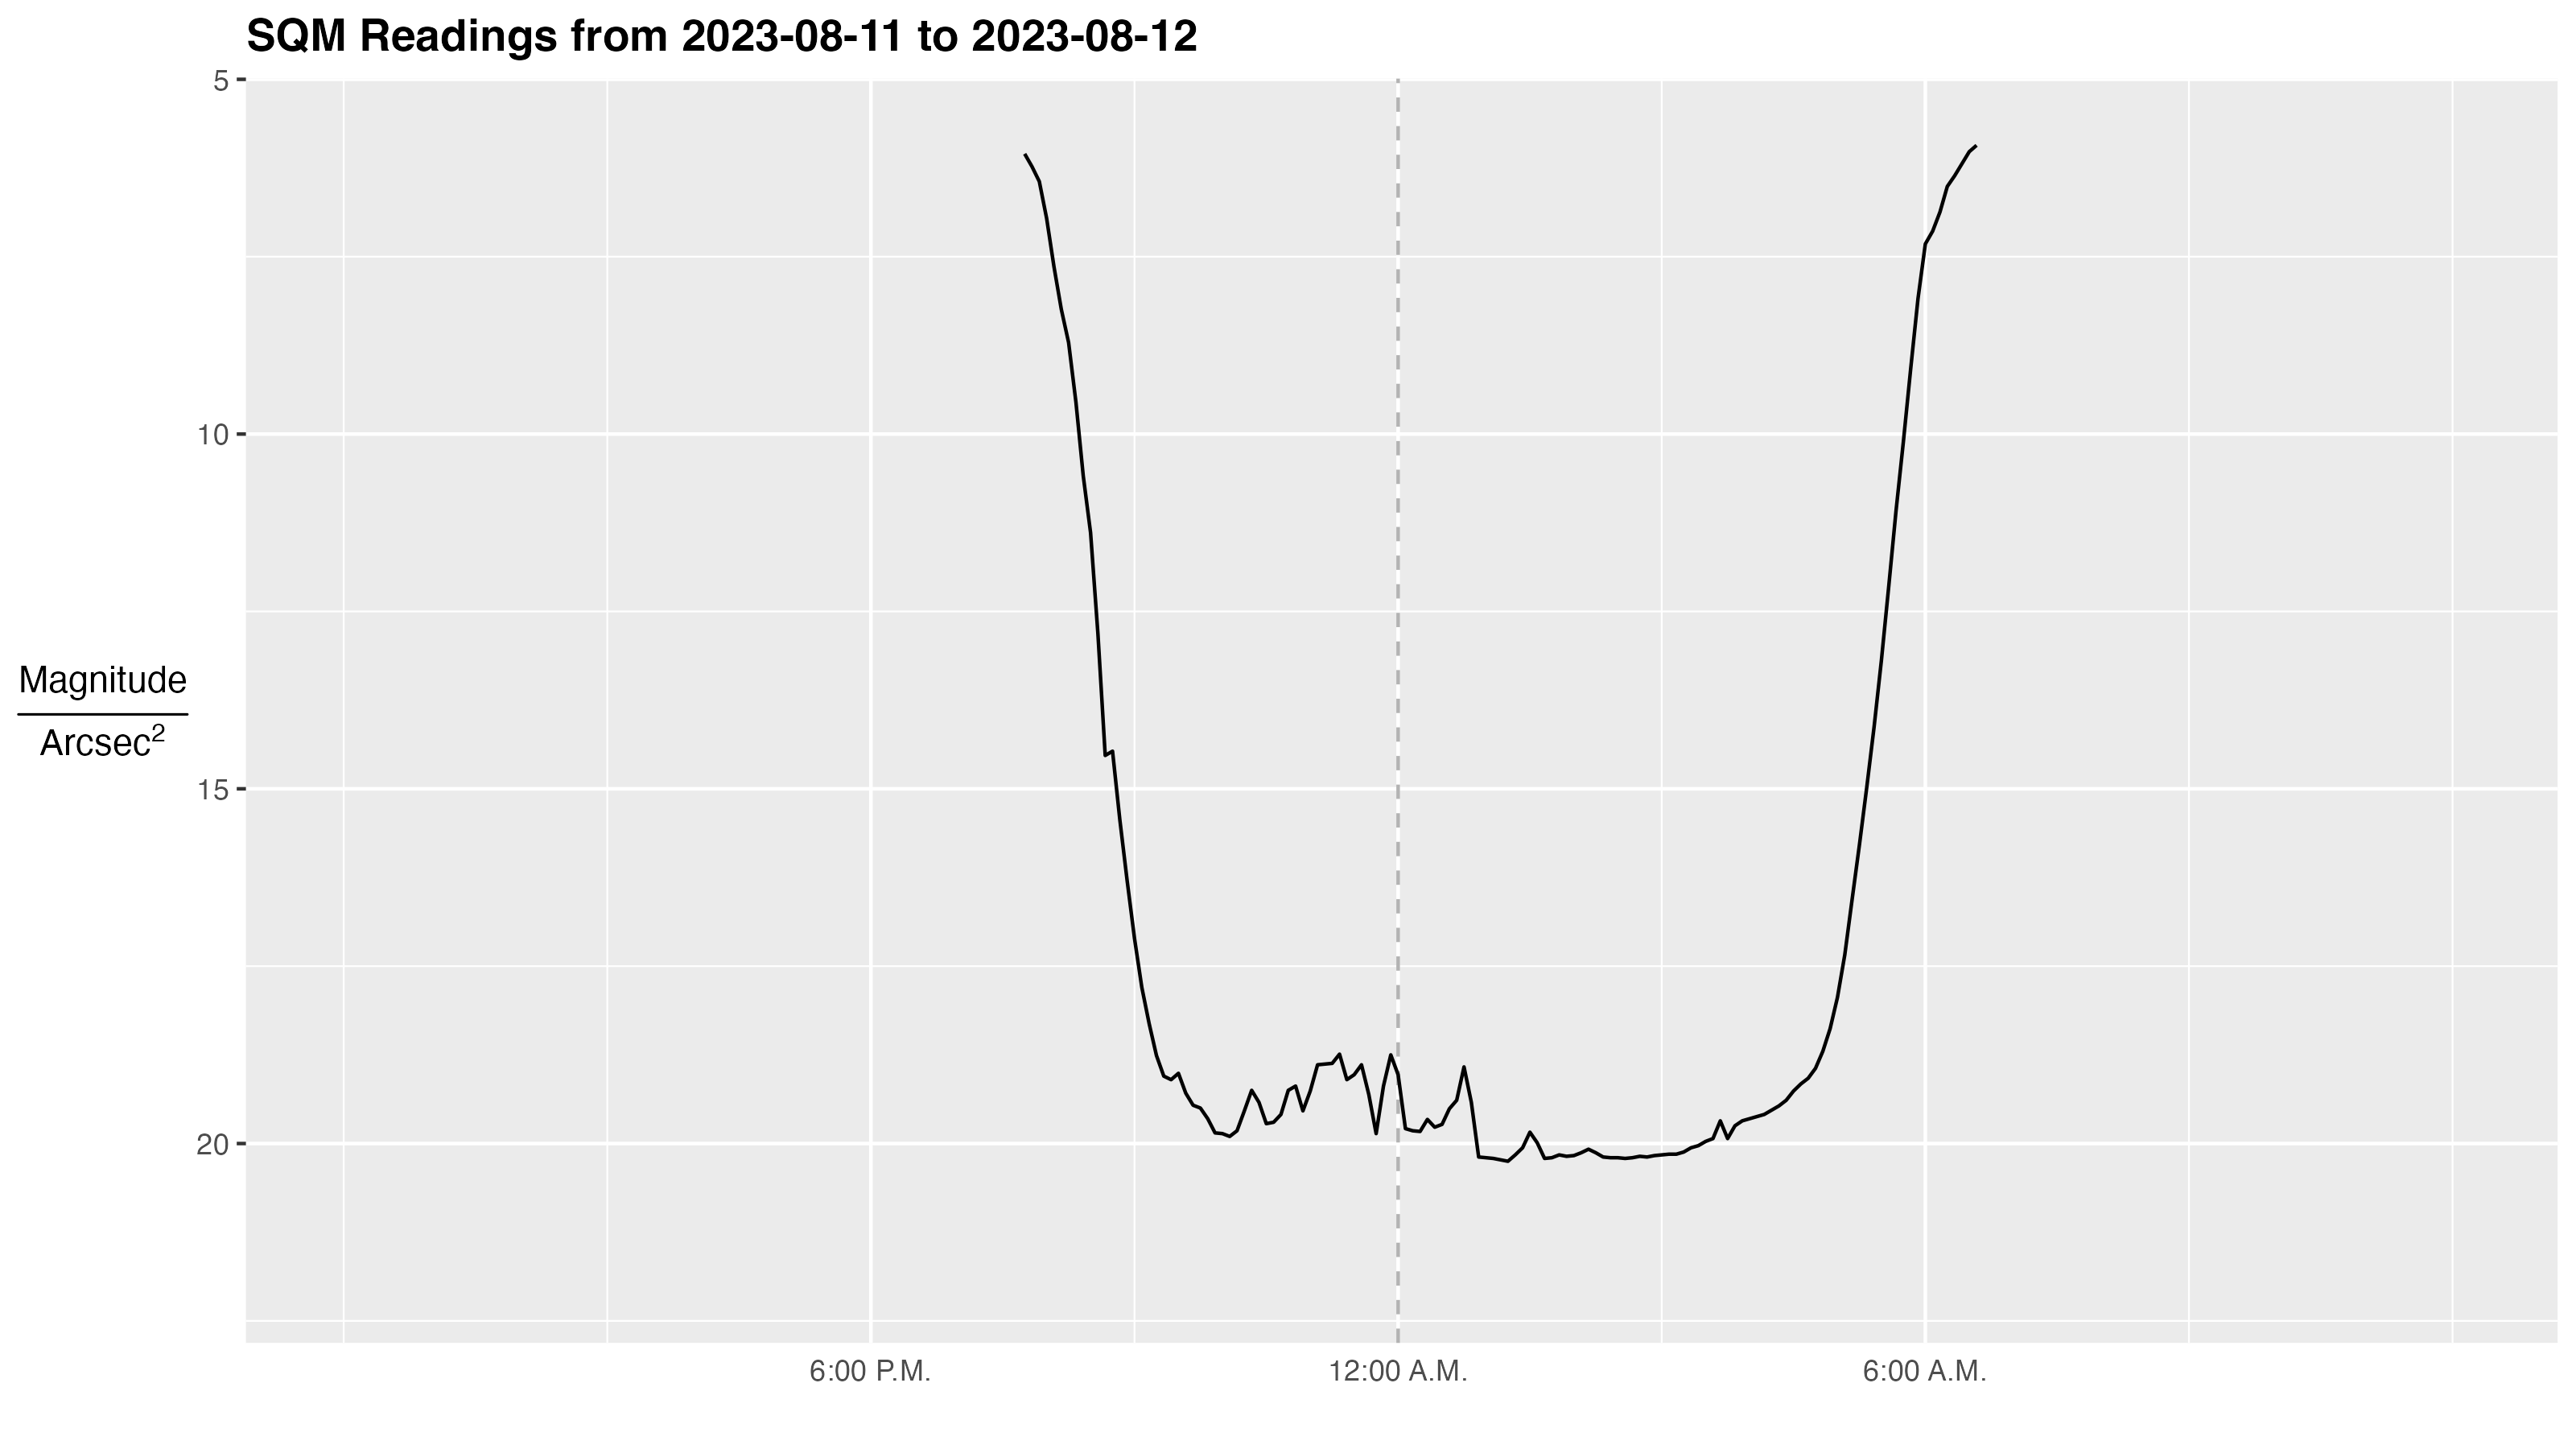 SQM Readings from 2023-08-11 to 2023-08-12
5
10
15
20
Magnitude
Arcsec²
6:00 P.M.
12:00 A.M.
6:00 A.M.